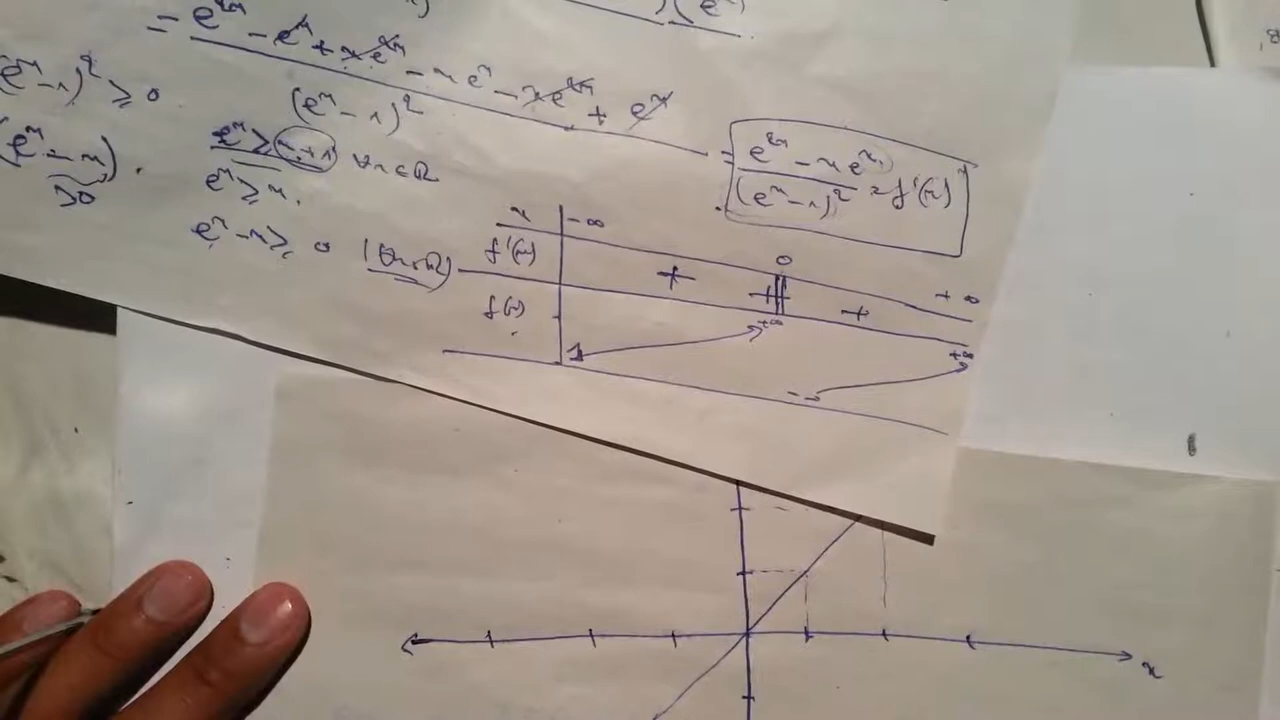 = e^{2x} - e^x + xe^{2x} - xe^x - xe^{2x} + e^x
(e^x - 1)^2
(e^x - 1)^2 ≥ 0
= e^{2x} - xe^x / (e^x - 1)^2 = f'(x)
(e^x - x).
>0
e^x ≥ x + 1 ∀x∈ℝ
e^x ≥ x.
e^x - x ≥ 0 (∀x∈ℝ)
x -∞ 0 +∞
f'(x) + +
f(x) 1 +∞ +∞
x